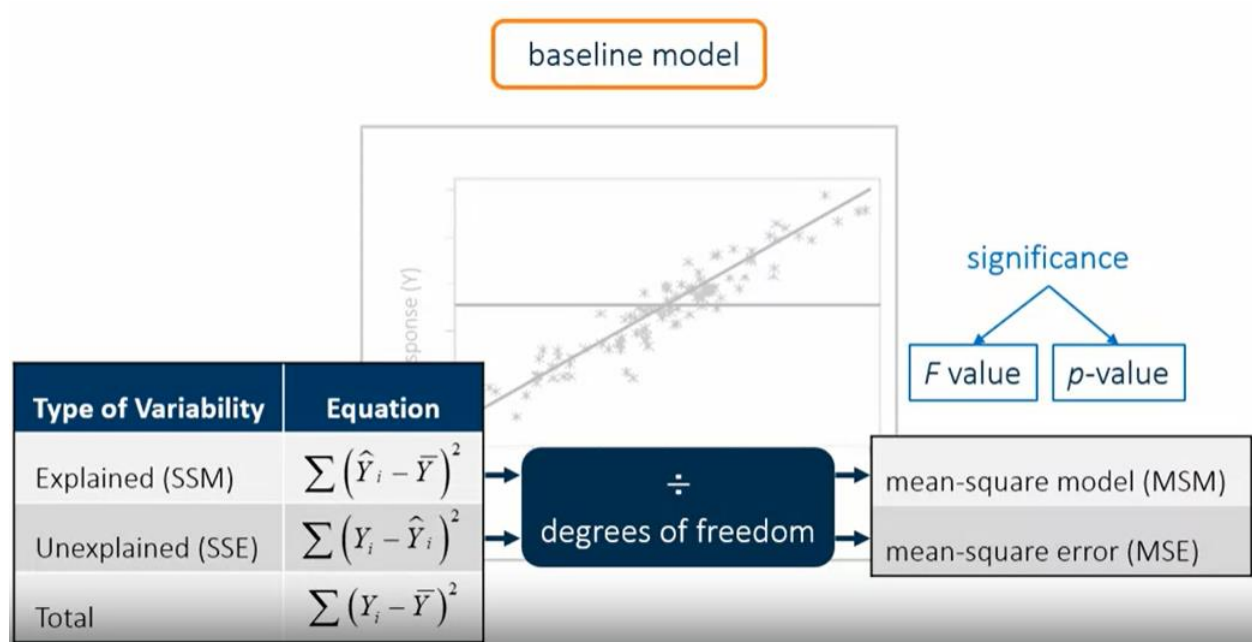 baseline model
sponse (Y)
significance
F value
p-value
Type of Variability Equation
Explained (SSM) ∑(Ŷᵢ − Ȳ)²
Unexplained (SSE) ∑(Yᵢ − Ŷᵢ)²
Total ∑(Yᵢ − Ȳ)²
÷
degrees of freedom
mean-square model (MSM)
mean-square error (MSE)